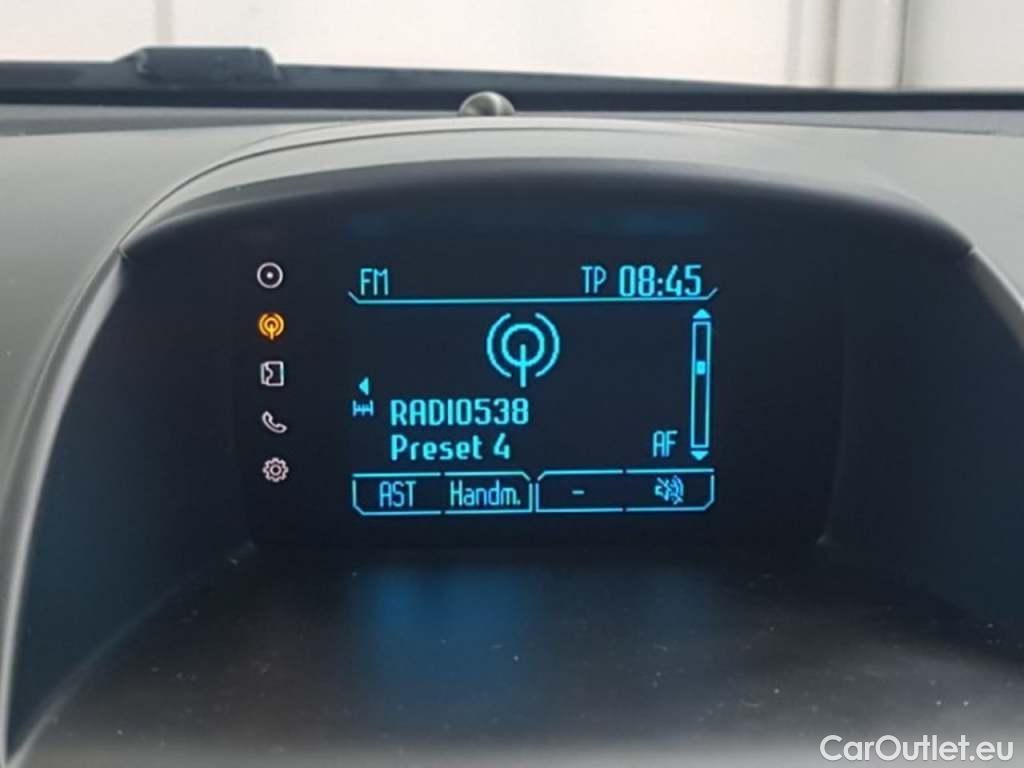 FM TP 08:45
RADIO538
Preset 4 AF
AST Handm. -
CarOutlet.eu